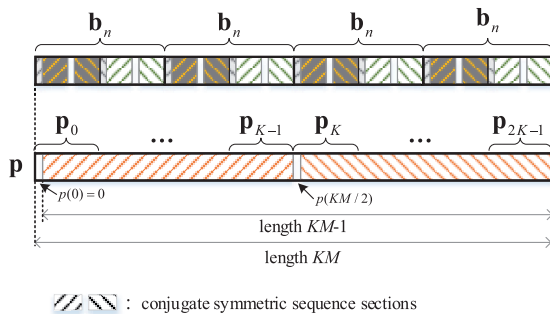 b_n b_n b_n b_n
p_0 ... p_{K-1} p_K ... p_{2K-1}
p
p(0) = 0 p(KM / 2)
length KM-1
length KM
: conjugate symmetric sequence sections